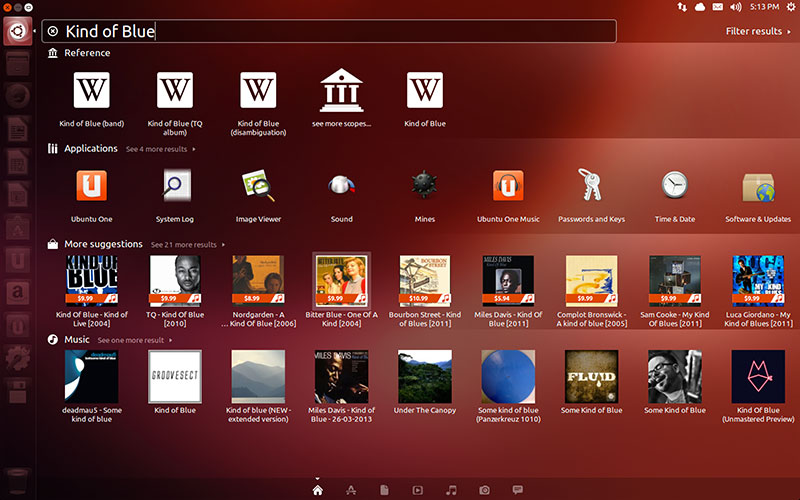 5:13 PM
Kind of Blue
Filter results
Reference
W W W W
Kind of Blue (band)
Kind of Blue (TQ
album)
Kind of Blue
(disambiguation)
see more scopes...
Kind of Blue
Applications See 4 more results
Ubuntu One
System Log
Image Viewer
Sound
Mines
Ubuntu One Music
Passwords and Keys
Time & Date
Software & Updates
More suggestions See 21 more results
KIND OF BLUE
BOURBON STREET
MILES DAVIS
$9.99 $9.99 $8.99 $9.99 $10.99 $5.94 $9.99 $9.99 $9.99
Kind Of Blue - Kind of
Live [2004]
TQ - Kind Of Blue
[2010]
Nordgarden - A
... Kind Of Blue [2006]
Bitter Blue - One Of A
Kind [2004]
Bourbon Street - Kind
of Blues [2011]
Miles Davis - Kind Of
Blue [2011]
Complot Bronswick -
A kind of blue [2005]
Sam Cooke - My Kind
Of Blues [2011]
Luca Giordano - My
Kind of Blues [2011]
Music See one more result
deadmau5
GROOVESECT
MILES DAVIS
FLUID
deadmau5 - Some
kind of blue
Kind of Blue
Kind of blue (NEW -
extended version)
Miles Davis - Kind of
Blue - 26-03-2013
Under The Canopy
Some kind of blue
(Panzerkreuz 1010)
Some Kind of Blue
Some Kind of Blue
Kind Of Blue
(Unmastered Preview)